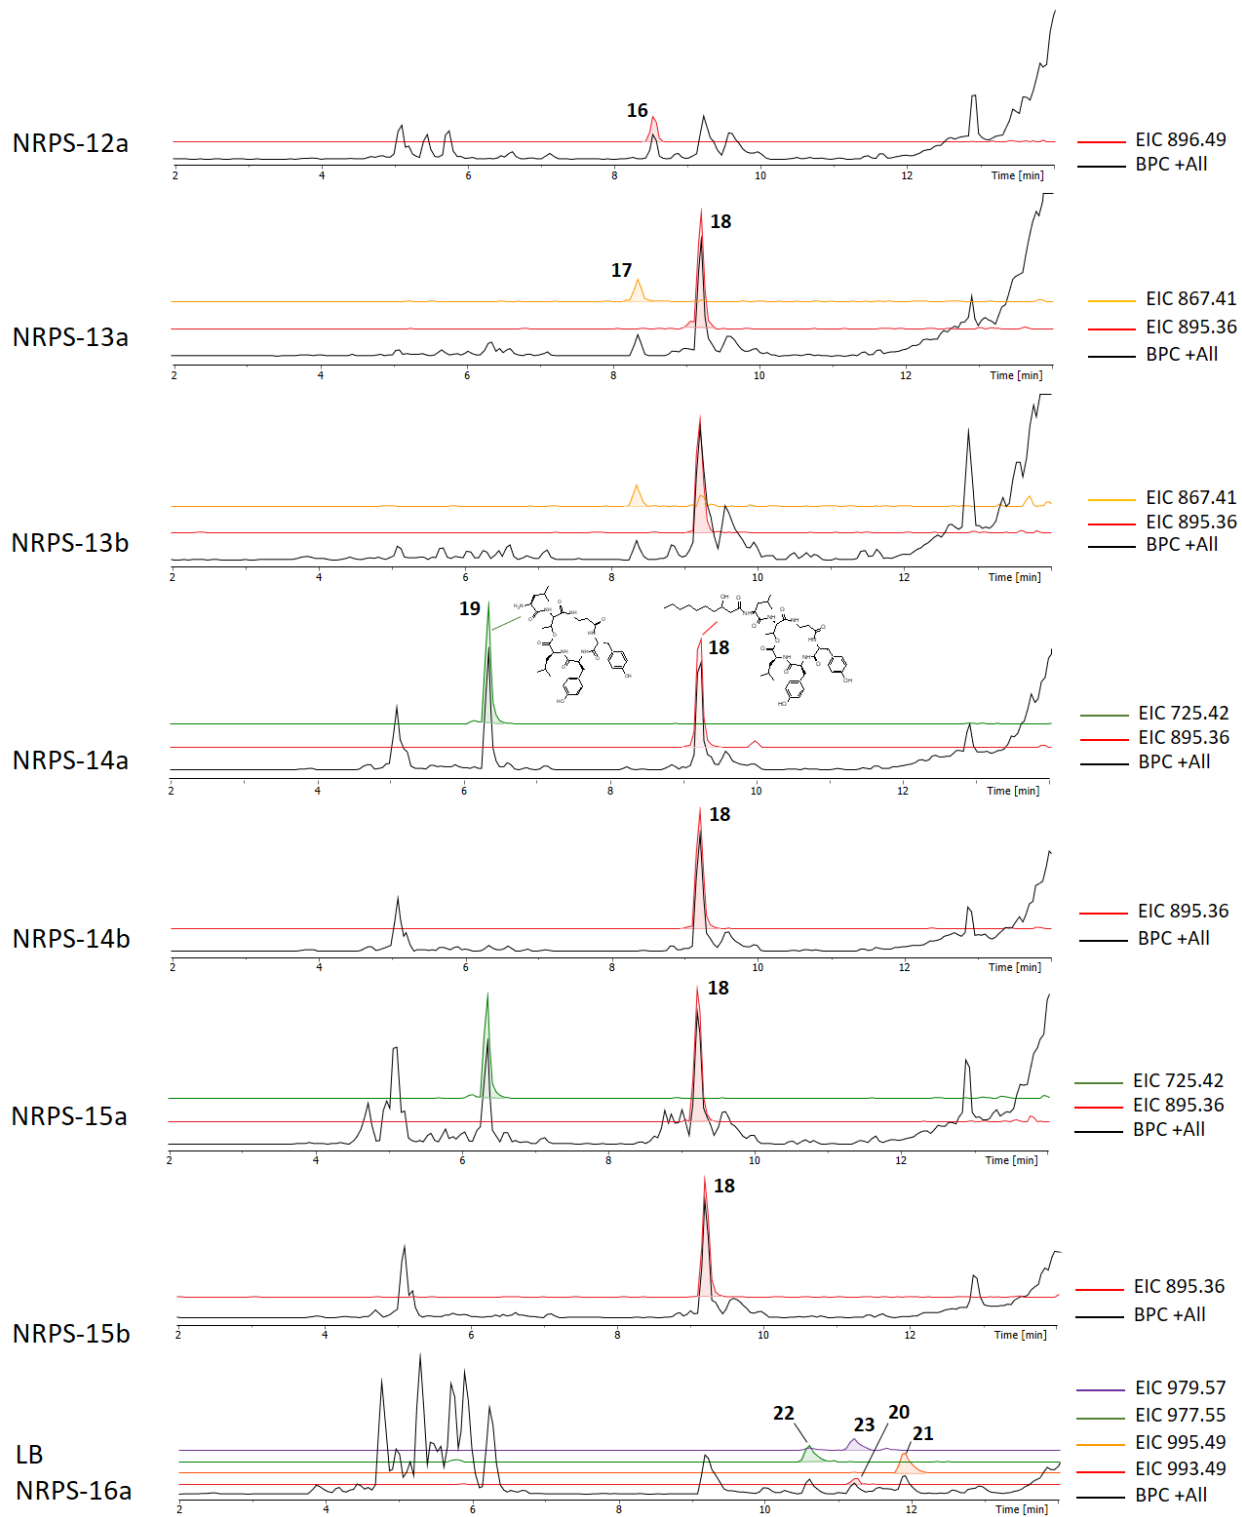 16
NRPS-12a
EIC 896.49
BPC +All
2 4 6 8 10 12 Time [min]
18
17
EIC 867.41
NRPS-13a
EIC 895.36
BPC +All
2 4 6 8 10 12 Time [min]
EIC 867.41
EIC 895.36
NRPS-13b
BPC +All
2 4 6 8 10 12 Time [min]
19
18
EIC 725.42
EIC 895.36
NRPS-14a
BPC +All
2 4 6 8 10 12 Time [min]
18
EIC 895.36
NRPS-14b
BPC +All
2 4 6 8 10 12 Time [min]
18
EIC 725.42
NRPS-15a
EIC 895.36
BPC +All
2 4 6 8 10 12 Time [min]
18
EIC 895.36
NRPS-15b
BPC +All
2 4 6 8 10 12 Time [min]
EIC 979.57
22 23 20 21
EIC 977.55
LB
EIC 995.49
EIC 993.49
NRPS-16a
BPC +All
2 4 6 8 10 12 Time [min]